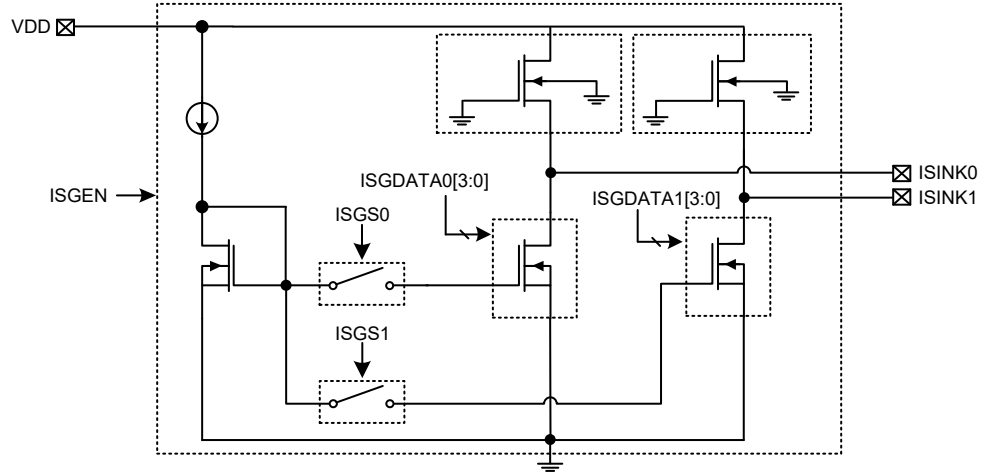 VDD
ISINK0
ISGDATA0[3:0]
ISGEN
ISGDATA1[3:0]
ISINK1
ISGS0
ISGS1